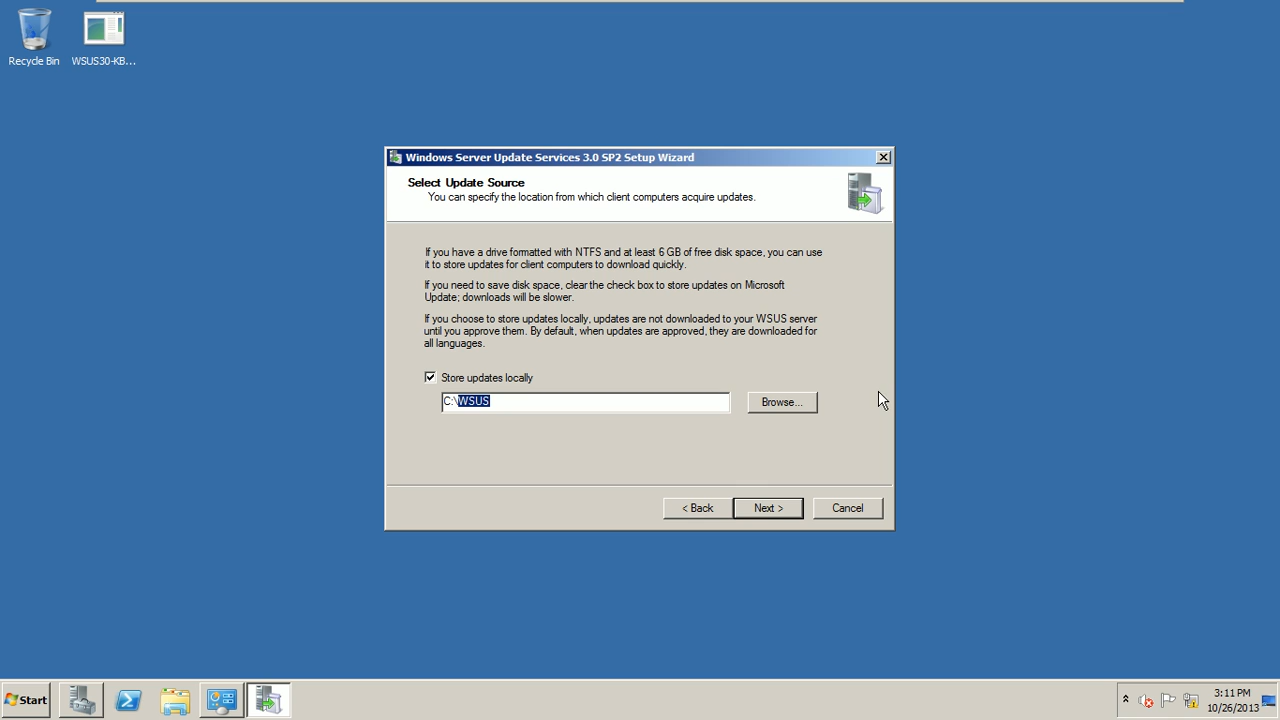 Recycle Bin
WSUS30-KB...
Windows Server Update Services 3.0 SP2 Setup Wizard
Select Update Source
You can specify the location from which client computers acquire updates.
If you have a drive formatted with NTFS and at least 6 GB of free disk space, you can use
it to store updates for client computers to download quickly.
If you need to save disk space, clear the check box to store updates on Microsoft
Update; downloads will be slower.
If you choose to store updates locally, updates are not downloaded to your WSUS server
until you approve them. By default, when updates are approved, they are downloaded for
all languages.
Store updates locally
C:\WSUS
Browse...
< Back
Next >
Cancel
Start
3:11 PM
10/26/2013